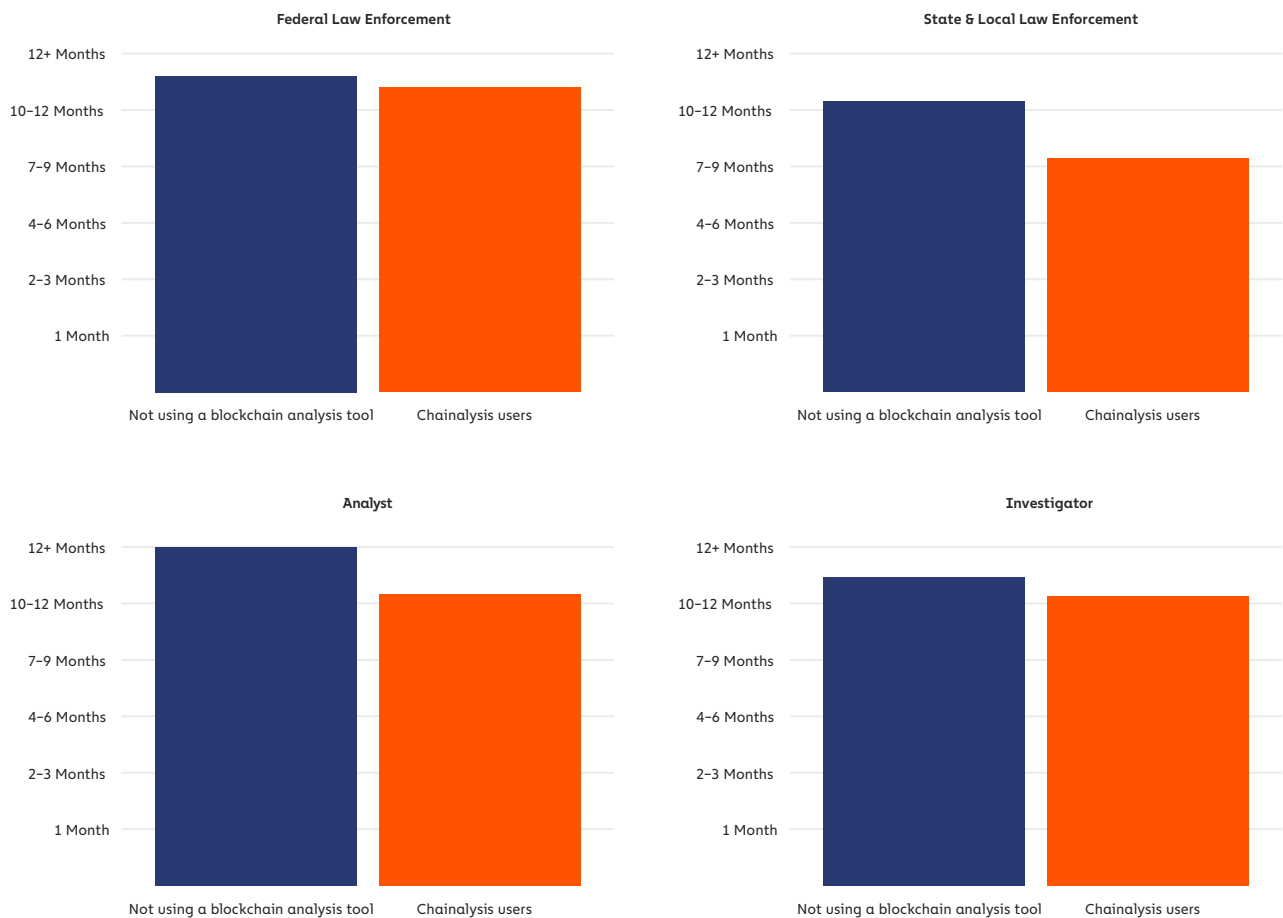 Federal Law Enforcement
12+ Months
10–12 Months
7–9 Months
4–6 Months
2–3 Months
1 Month
Not using a blockchain analysis tool
Chainalysis users
State & Local Law Enforcement
12+ Months
10–12 Months
7–9 Months
4–6 Months
2–3 Months
1 Month
Not using a blockchain analysis tool
Chainalysis users
Analyst
12+ Months
10–12 Months
7–9 Months
4–6 Months
2–3 Months
1 Month
Not using a blockchain analysis tool
Chainalysis users
Investigator
12+ Months
10–12 Months
7–9 Months
4–6 Months
2–3 Months
1 Month
Not using a blockchain analysis tool
Chainalysis users